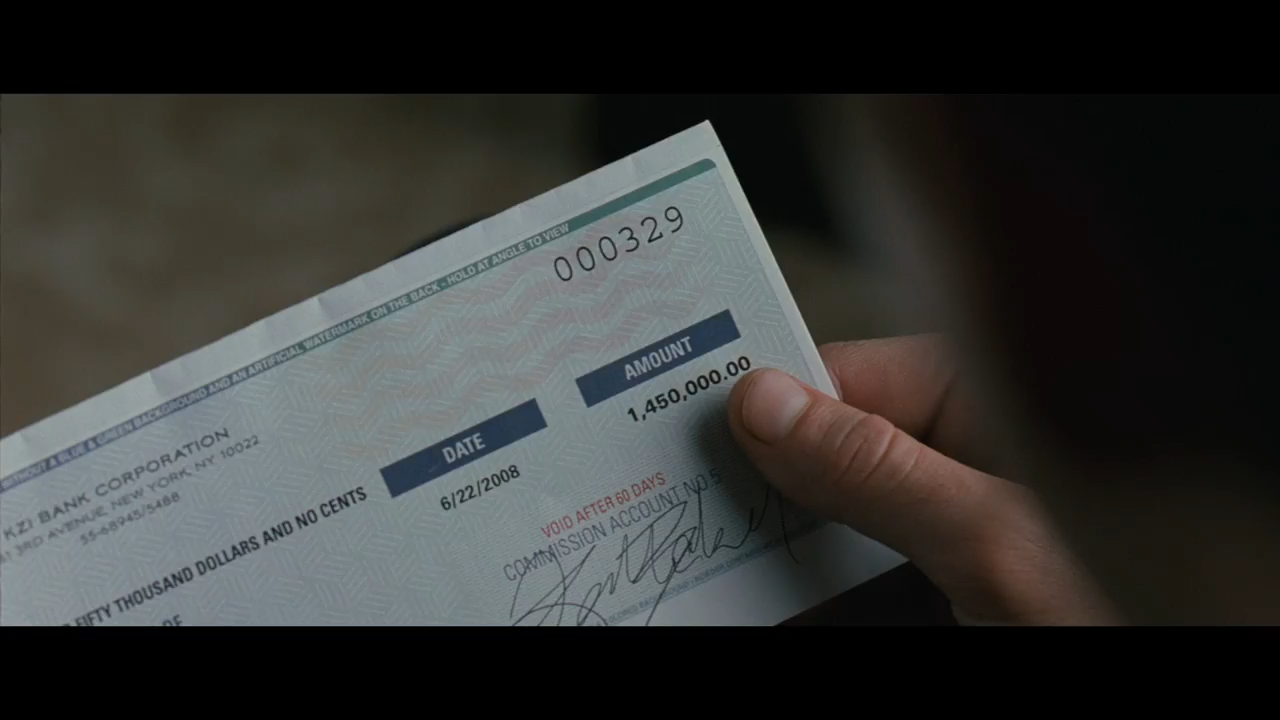 WITHOUT A BLUE & GREEN BACKGROUND AND AN ARTIFICIAL WATERMARK ON THE BACK - HOLD AT ANGLE TO VIEW
000329
KZI BANK CORPORATION
3RD AVENUE NEW YORK, NY 10022
55-68945/5488
DATE
AMOUNT
6/22/2008
1,450,000.00
FIFTY THOUSAND DOLLARS AND NO CENTS
OF
VOID AFTER 60 DAYS
COMMISSION ACCOUNT NO.5